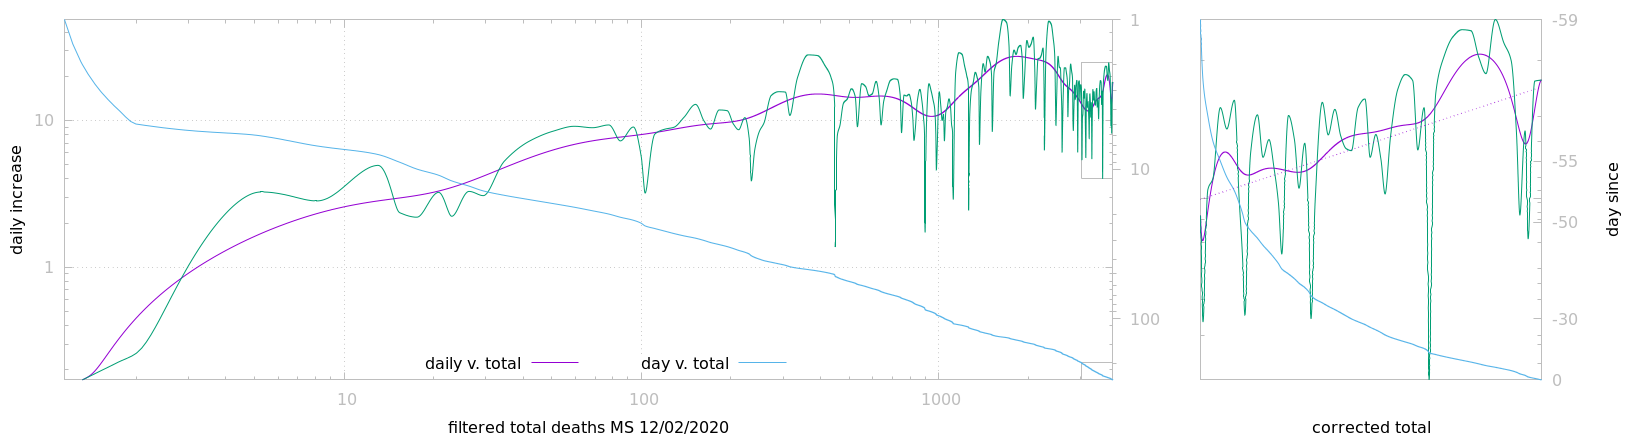 1
-59
10
daily increase
10
-55
-50
day since
1
100
-30
daily v. total
day v. total
0
10
100
1000
filtered total deaths MS 12/02/2020
corrected total